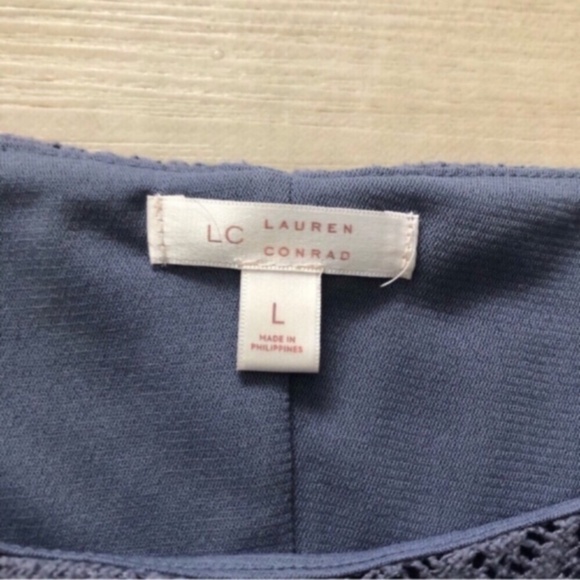 LC LAUREN
CONRAD
L
MADE IN
PHILIPPINES